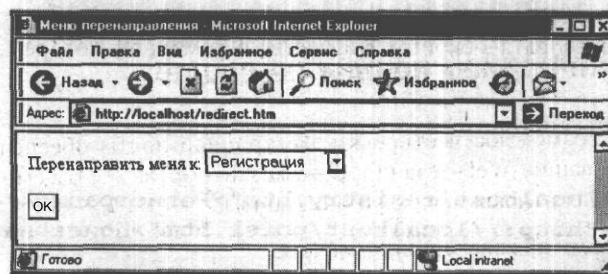 Меню перенаправления - Microsoft Internet Explorer
Файл Правка Вид Избранное Сервис Справка
Назад Поиск Избранное »
Адрес: http://localhost/redirect.htm Переход
Перенаправить меня к: Регистрация
OK
Готово Local intranet